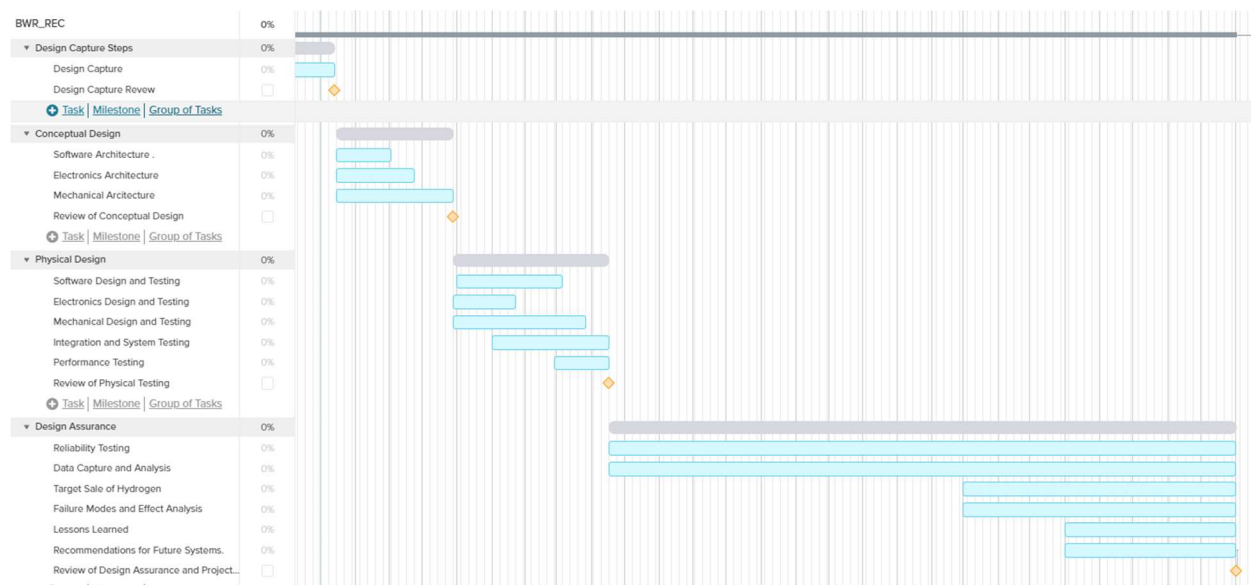 BWR_REC 0%
Design Capture Steps 0%
Design Capture 0%
Design Capture Revew
Task | Milestone | Group of Tasks
Conceptual Design 0%
Software Architecture . 0%
Electronics Architecture 0%
Mechanical Arcitecture 0%
Review of Conceptual Design
Task | Milestone | Group of Tasks
Physical Design 0%
Software Design and Testing 0%
Electronics Design and Testing 0%
Mechanical Design and Testing 0%
Integration and System Testing 0%
Performance Testing 0%
Review of Physical Testing
Task | Milestone | Group of Tasks
Design Assurance 0%
Reliability Testing 0%
Data Capture and Analysis 0%
Target Sale of Hydrogen 0%
Failure Modes and Effect Analysis 0%
Lessons Learned 0%
Recommendations for Future Systems. 0%
Review of Design Assurance and Project...